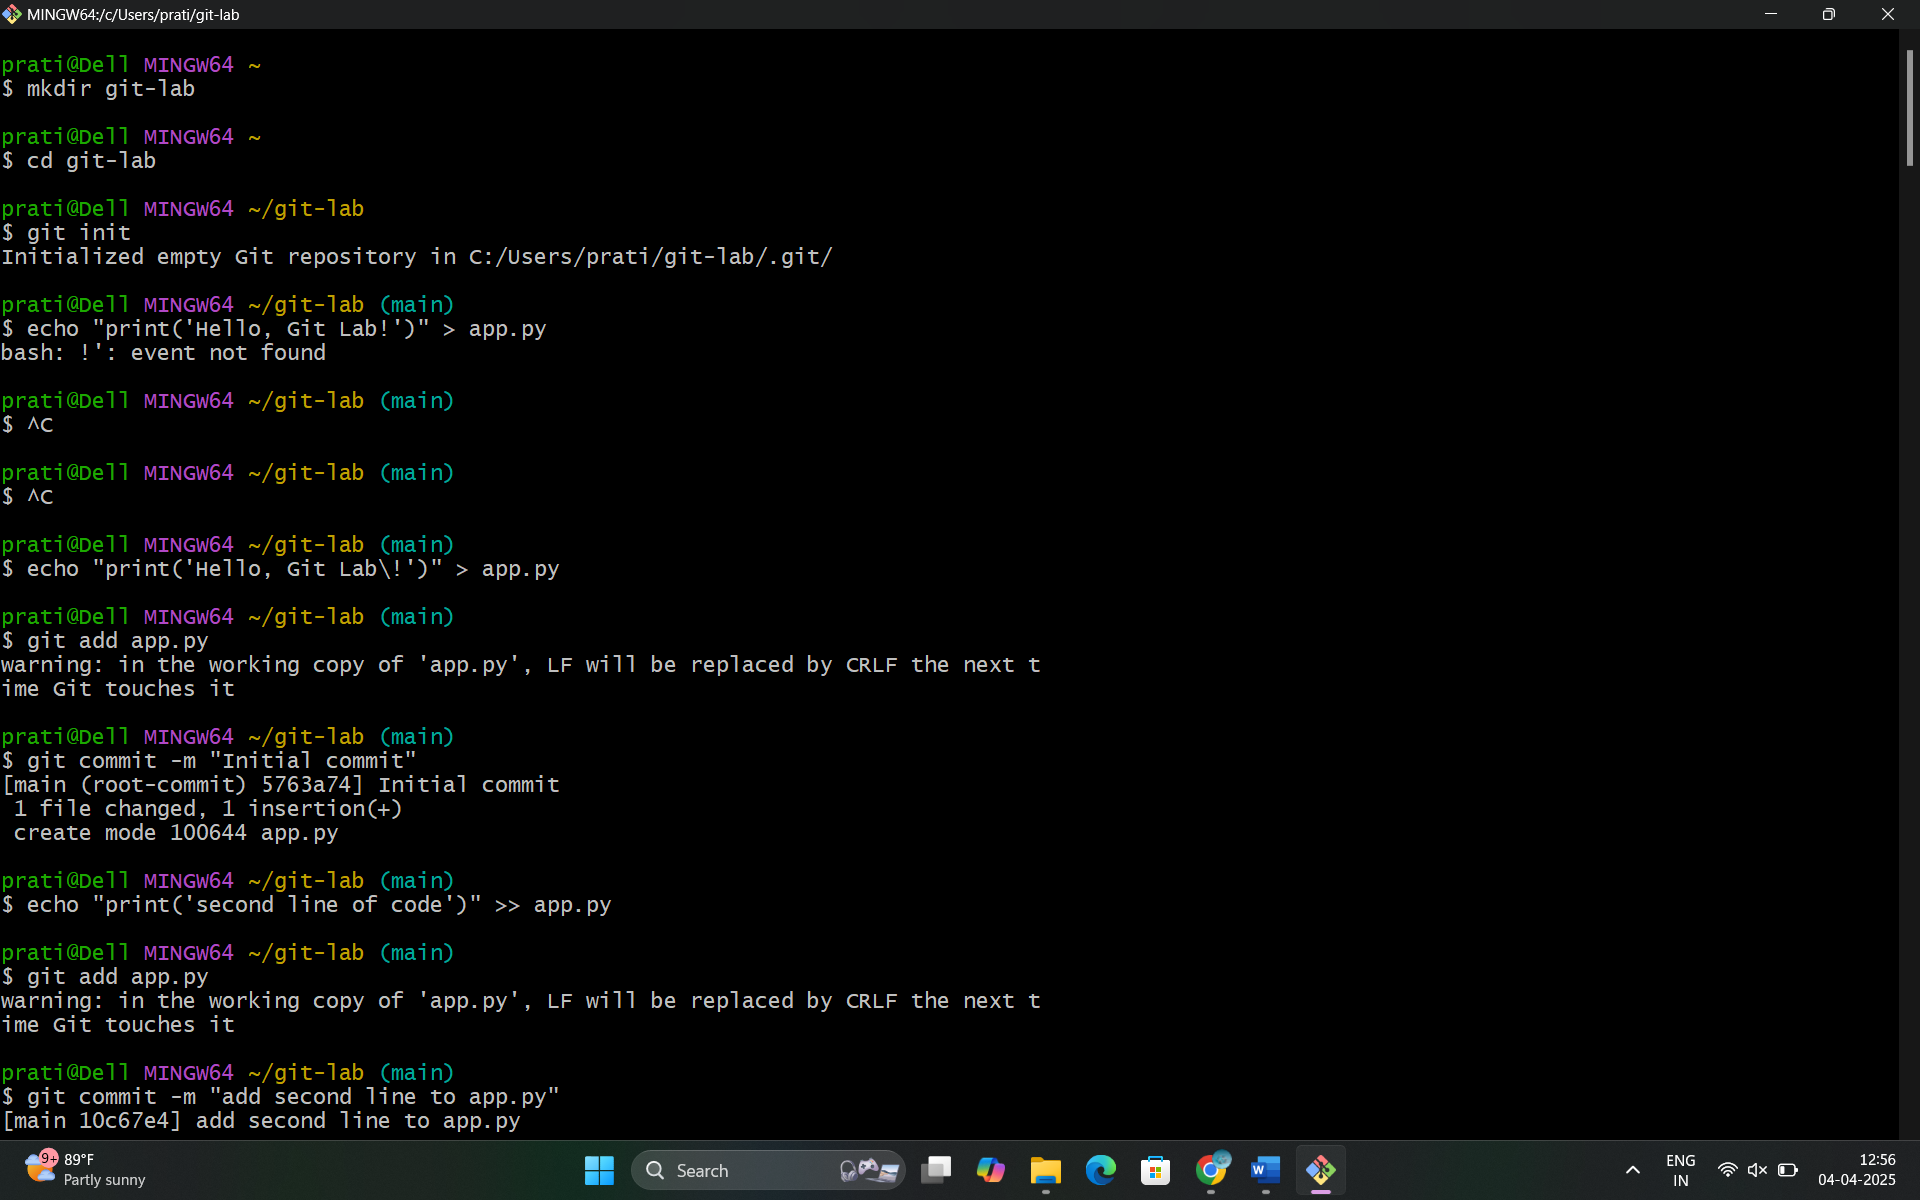 MINGW64:/c/Users/prati/git-lab
prati@Dell MINGW64 ~
$ mkdir git-lab
prati@Dell MINGW64 ~
$ cd git-lab
prati@Dell MINGW64 ~/git-lab
$ git init
Initialized empty Git repository in C:/Users/prati/git-lab/.git/
prati@Dell MINGW64 ~/git-lab (main)
$ echo "print('Hello, Git Lab!')" > app.py
bash: !': event not found
prati@Dell MINGW64 ~/git-lab (main)
$ ^C
prati@Dell MINGW64 ~/git-lab (main)
$ ^C
prati@Dell MINGW64 ~/git-lab (main)
$ echo "print('Hello, Git Lab\!')" > app.py
prati@Dell MINGW64 ~/git-lab (main)
$ git add app.py
warning: in the working copy of 'app.py', LF will be replaced by CRLF the next t
ime Git touches it
prati@Dell MINGW64 ~/git-lab (main)
$ git commit -m "Initial commit"
[main (root-commit) 5763a74] Initial commit
1 file changed, 1 insertion(+)
create mode 100644 app.py
prati@Dell MINGW64 ~/git-lab (main)
$ echo "print('second line of code')" >> app.py
prati@Dell MINGW64 ~/git-lab (main)
$ git add app.py
warning: in the working copy of 'app.py', LF will be replaced by CRLF the next t
ime Git touches it
prati@Dell MINGW64 ~/git-lab (main)
$ git commit -m "add second line to app.py"
[main 10c67e4] add second line to app.py
9+
89°F
Partly sunny
Search
W
ENG
IN
12:56
04-04-2025